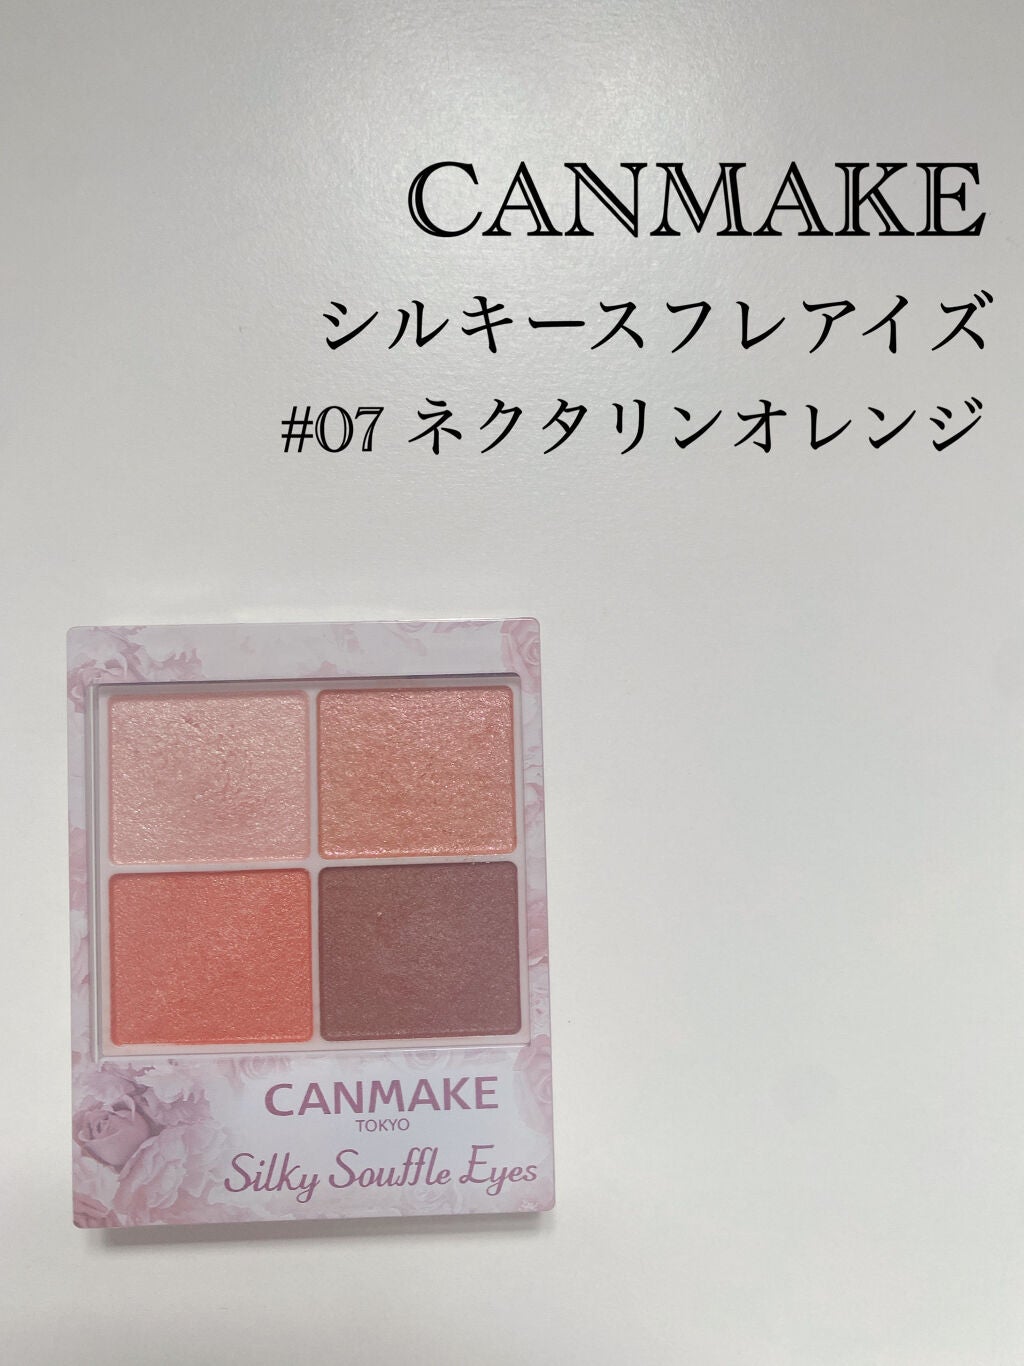 CANMAKE
シルキースフレアイズ
#07 ネクタリンオレンジ
CANMAKE
TOKYO
Silky Souffle Eyes